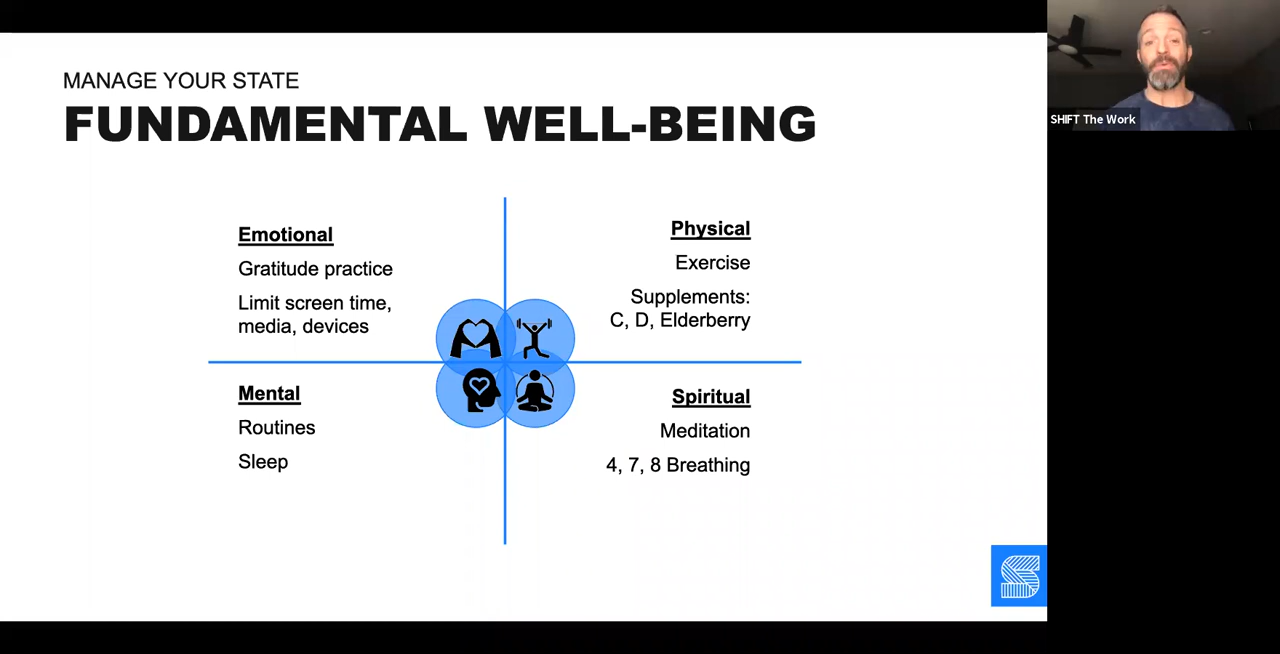 MANAGE YOUR STATE
FUNDAMENTAL WELL-BEING
SHIFT The Work
Emotional
Gratitude practice
Limit screen time,
media, devices
Physical
Exercise
Supplements:
C, D, Elderberry
Mental
Routines
Sleep
Spiritual
Meditation
4, 7, 8 Breathing
S